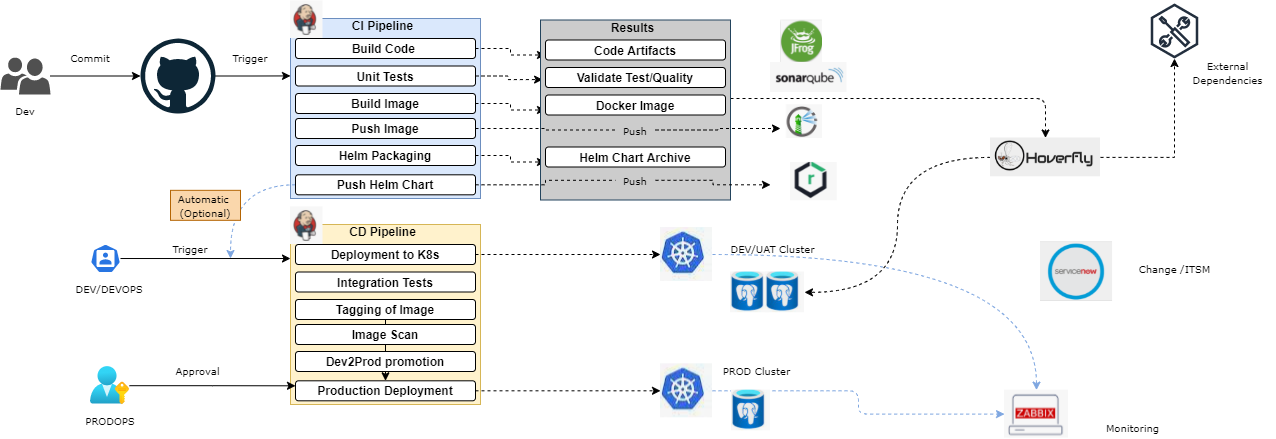 Dev
Commit
Trigger
CI Pipeline
Build Code
Unit Tests
Build Image
Push Image
Helm Packaging
Push Helm Chart
Results
Code Artifacts
Validate Test/Quality
Docker Image
Push
Helm Chart Archive
Push
JFrog
sonarqube
r
External
Dependencies
Hoverfly
Automatic
(Optional)
Trigger
DEV/DEVOPS
CD Pipeline
Deployment to K8s
Integration Tests
Tagging of Image
Image Scan
Dev2Prod promotion
Production Deployment
DEV/UAT Cluster
servicenow
Change /ITSM
Approval
PRODOPS
PROD Cluster
ZABBIX
Monitoring